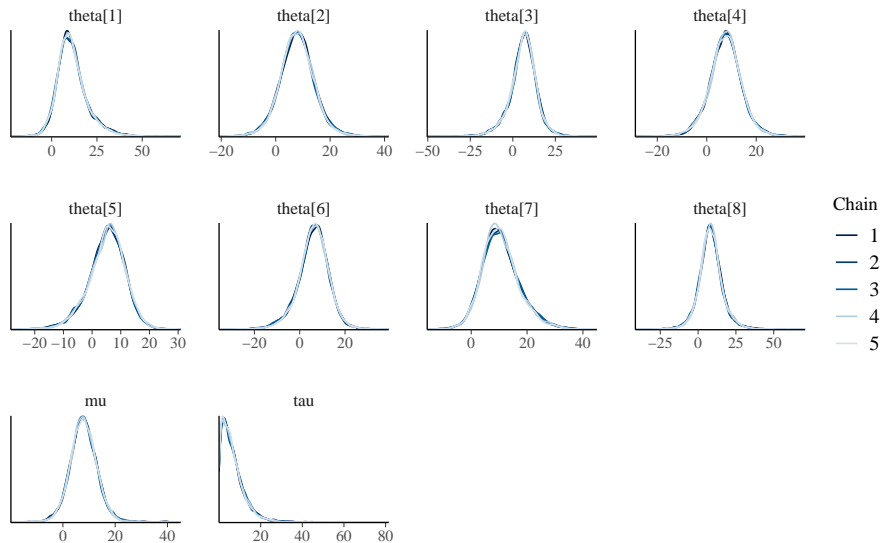 theta[1] theta[2] theta[3] theta[4]
0 25 50 −20 0 20 40 −50 −25 0 25 −20 0 20
theta[5] theta[6] theta[7] theta[8]
−20 −10 0 10 20 30 −20 0 20 0 20 40 −25 0 25 50
Chain
1
2
3
4
5
mu tau
0 20 40 20 40 60 80